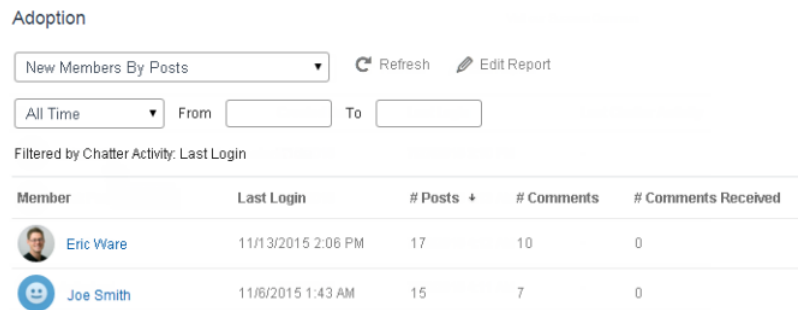 Adoption
New Members By Posts Refresh Edit Report
All Time From To
Filtered by Chatter Activity: Last Login
Member Last Login # Posts # Comments # Comments Received
Eric Ware 11/13/2015 2:06 PM 17 10 0
Joe Smith 11/6/2015 1:43 AM 15 7 0